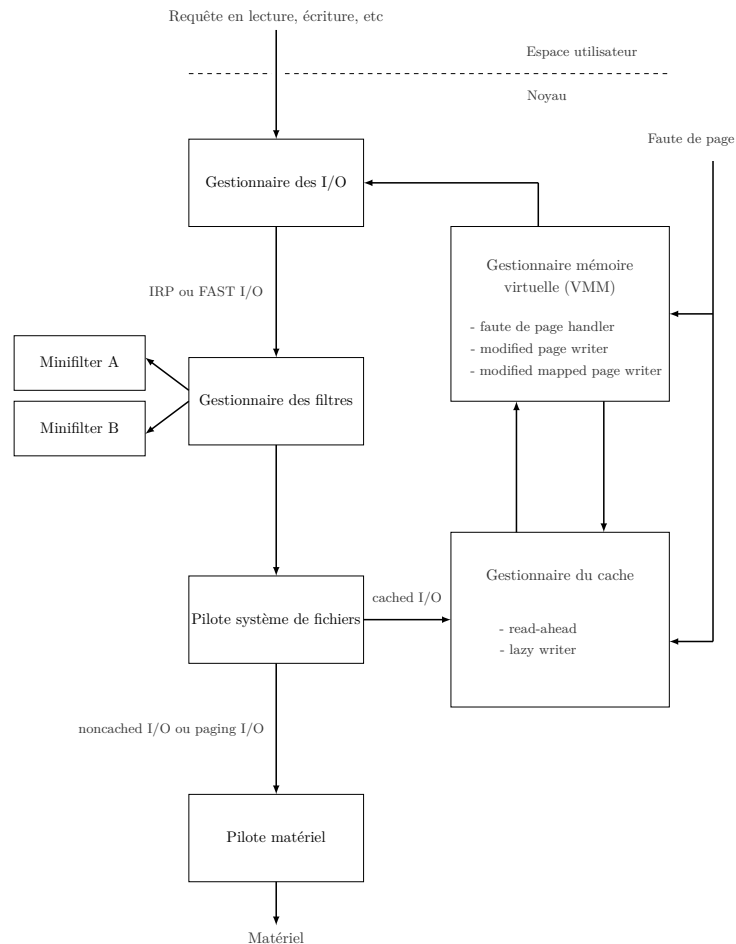 Requête en lecture, écriture, etc
Espace utilisateur
Noyau
Faute de page
Gestionnaire des I/O
Gestionnaire mémoire
virtuelle (VMM)
IRP ou FAST I/O
- faute de page handler
- modified page writer
- modified mapped page writer
Minifilter A
Gestionnaire des filtres
Minifilter B
Gestionnaire du cache
cached I/O
Pilote système de fichiers
- read-ahead
- lazy writer
noncached I/O ou paging I/O
Pilote matériel
Matériel